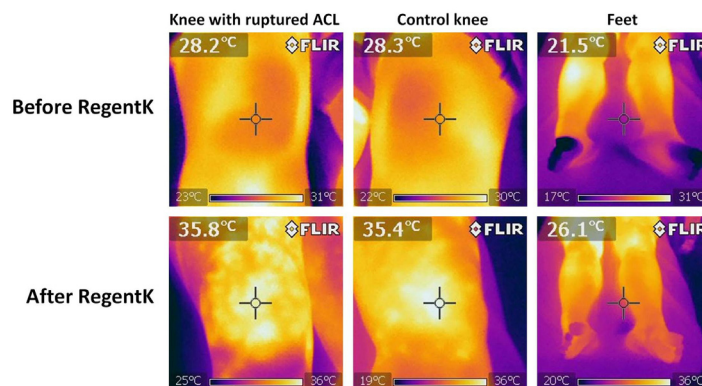 Knee with ruptured ACL Control knee Feet
Before RegentK
28.2°C FLIR 28.3°C FLIR 21.5°C
23°C 31°C 22°C 30°C 17°C 31°C
After RegentK
35.8°C FLIR 35.4°C FLIR 26.1°C FLIR
25°C 36°C 19°C 36°C 20°C 36°C